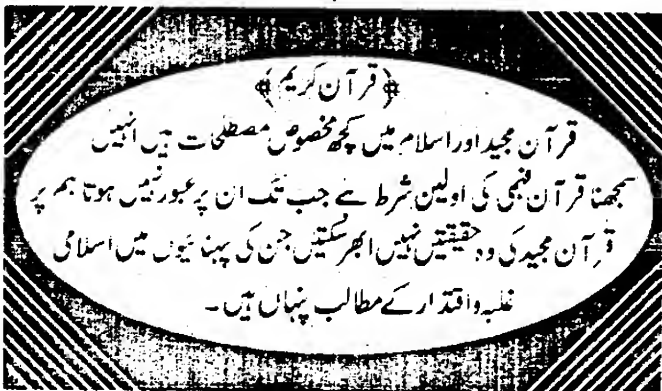 ﴿قرآن کریم﴾
قرآن مجید اور اسلام میں کچھ مخصوص مصطلحات ہیں انہیں
سمجھنا قرآن فہمی کی اولین شرط ہے جب تک ان پر عبور نہیں ہوتا ہم پر
قرآن مجید کی وہ حقیقتیں نہیں ابھر سکتیں جن کی پہنائیوں میں اسلامی
غلبہ و اقتدار کے مطالب پنہاں ہیں۔